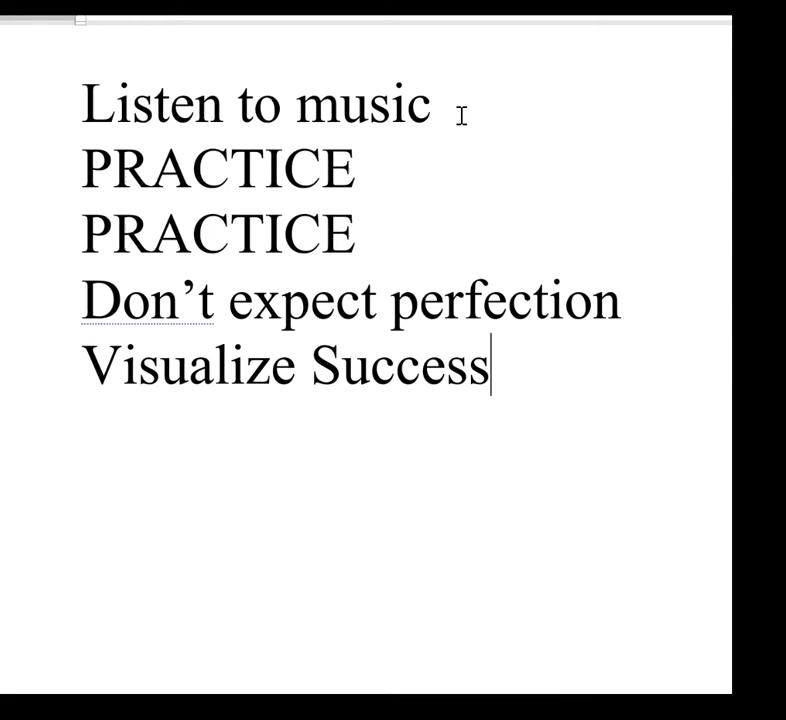 Listen to music
PRACTICE
PRACTICE
Don’t expect perfection
Visualize Success